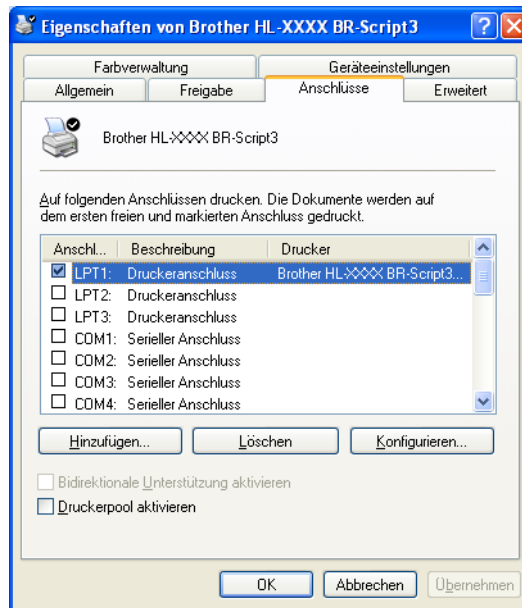 Eigenschaften von Brother HL-XXXX BR-Script3
Farbverwaltung Geräteeinstellungen
Allgemein Freigabe Anschlüsse Erweitert
Brother HL-XXXX BR-Script3
Auf folgenden Anschlüssen drucken. Die Dokumente werden auf
dem ersten freien und markierten Anschluss gedruckt.
Anschl... Beschreibung Drucker
LPT1: Druckeranschluss Brother HL-XXXX BR-Script3...
LPT2: Druckeranschluss
LPT3: Druckeranschluss
COM1: Serieller Anschluss
COM2: Serieller Anschluss
COM3: Serieller Anschluss
COM4: Serieller Anschluss
Hinzufügen... Löschen Konfigurieren...
Bidirektionale Unterstützung aktivieren
Druckerpool aktivieren
OK Abbrechen Übernehmen